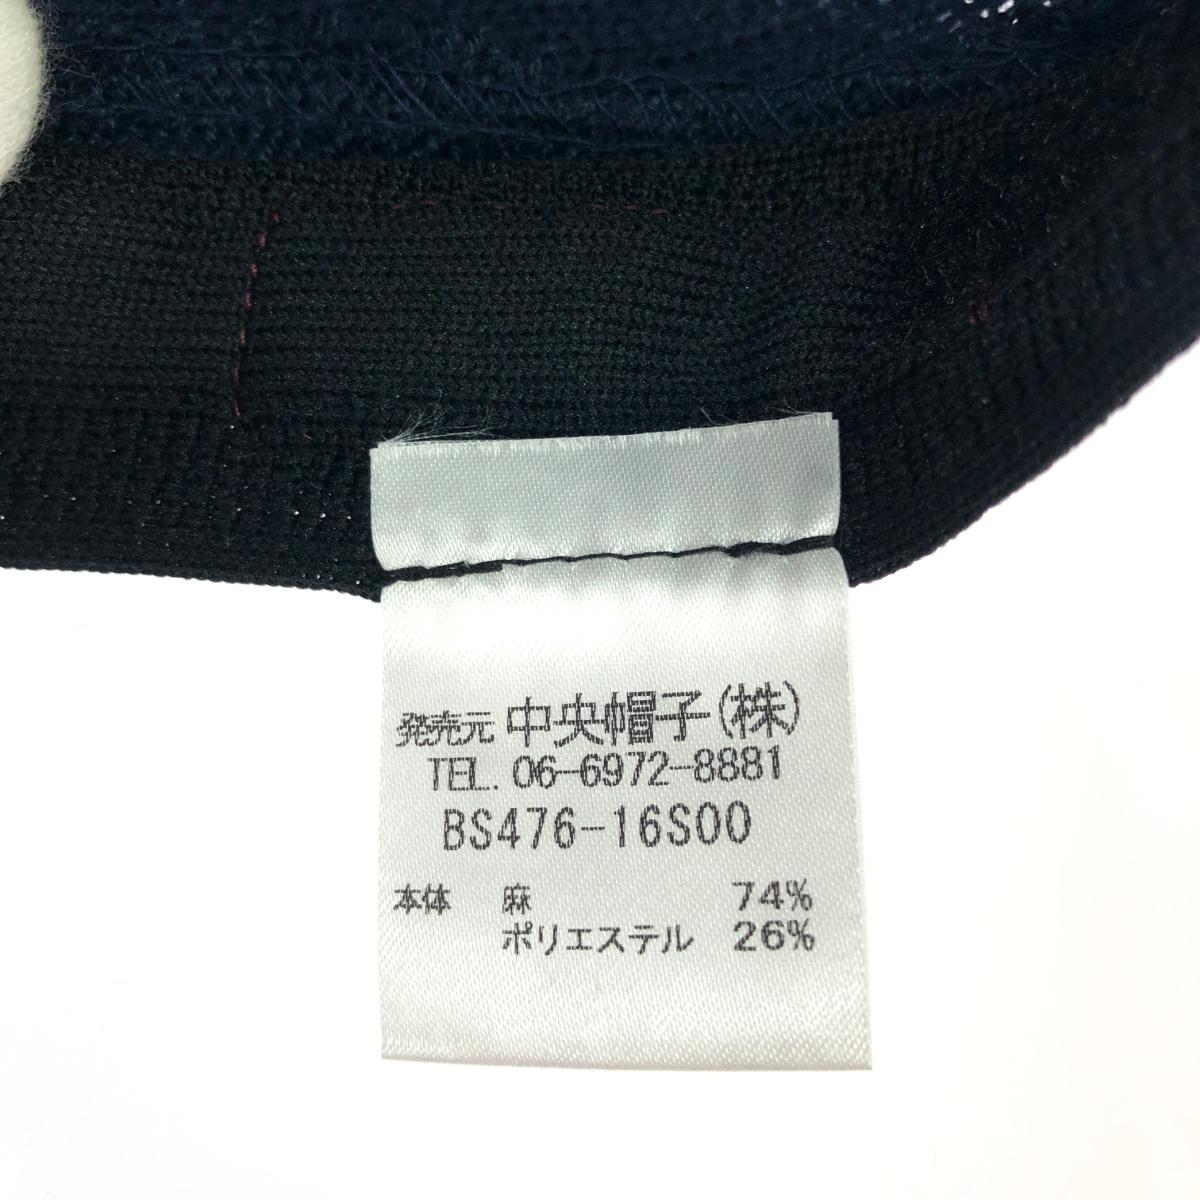 発売元 中央帽子(株)
TEL. 06-6972-8881
BS476-16S00
本体 麻 74%
ポリエステル 26%